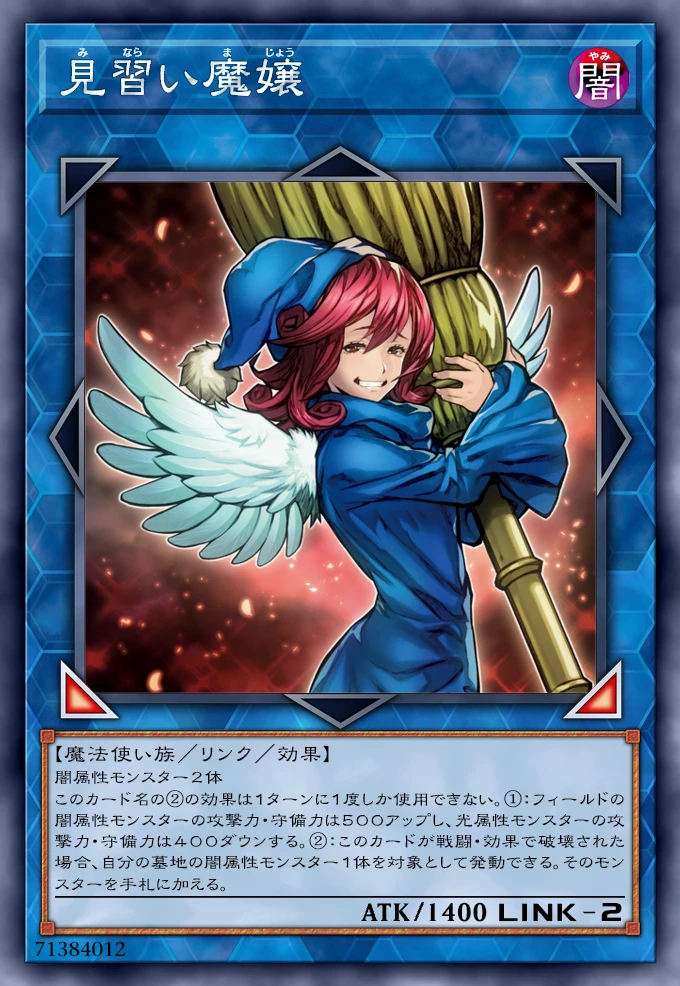 見習い魔嬢
み なら ま じょう
闇
やみ
【魔法使い族／リンク／効果】
闇属性モンスター２体
このカード名の②の効果は１ターンに１度しか使用できない。①：フィールドの
闇属性モンスターの攻撃力・守備力は５００アップし、光属性モンスターの攻
撃力・守備力は４００ダウンする。②：このカードが戦闘・効果で破壊された
場合、自分の墓地の闇属性モンスター１体を対象として発動できる。そのモン
スターを手札に加える。
ATK/1400 LINK-2
71384012